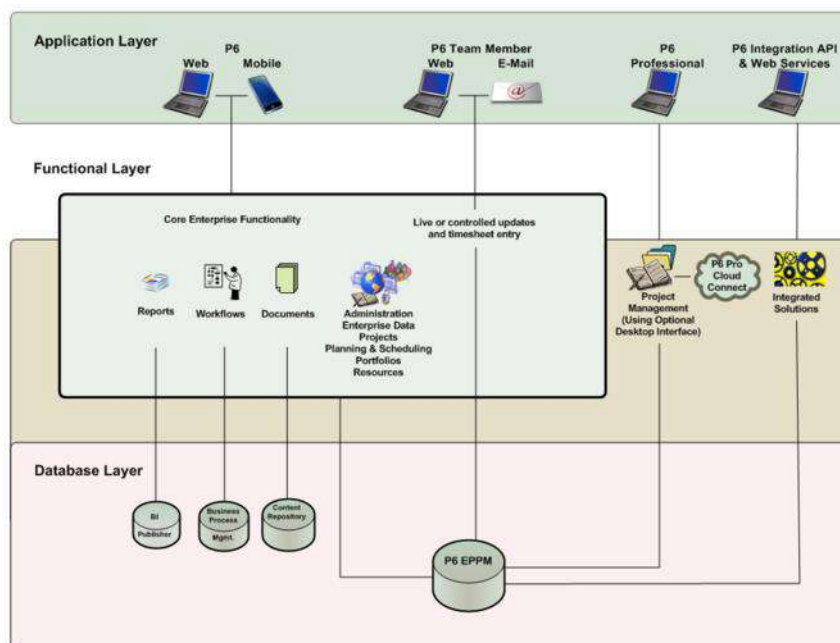 Application Layer
P6
Web
Mobile
P6 Team Member
Web
E-Mail
P6
Professional
P6 Integration API
& Web Services
Functional Layer
Core Enterprise Functionality
Live or controlled updates
and timesheet entry
Reports
Workflows
Documents
Administration
Enterprise Data
Projects
Planning & Scheduling
Portfolios
Resources
Project
Management
(Using Optional
Desktop Interface)
P6 Pro
Cloud
Connect
Integrated
Solutions
Database Layer
BI
Publisher
Business
Process
Mgmt.
Content
Repository
P6 EPPM